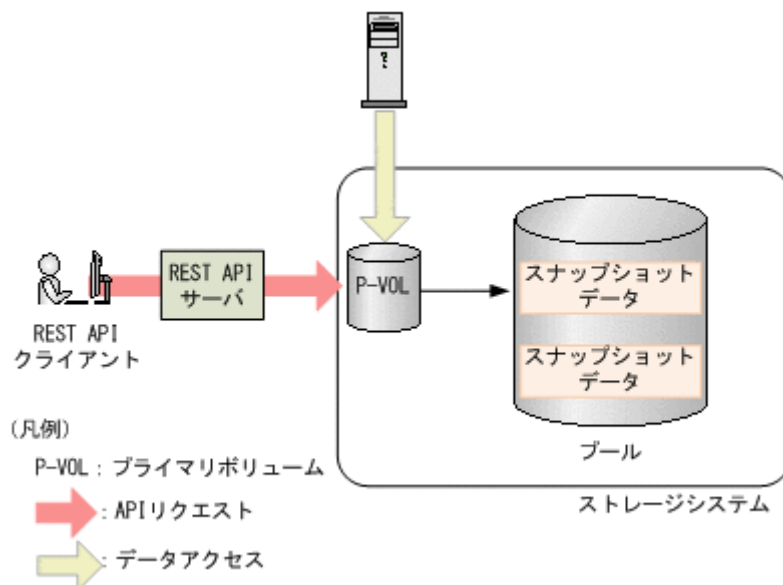 REST API
サーバ
P-VOL
スナップショット
データ
スナップショット
データ
REST API
クライアント
プール
ストレージシステム
(凡例)
P-VOL：プライマリボリューム
：APIリクエスト
：データアクセス